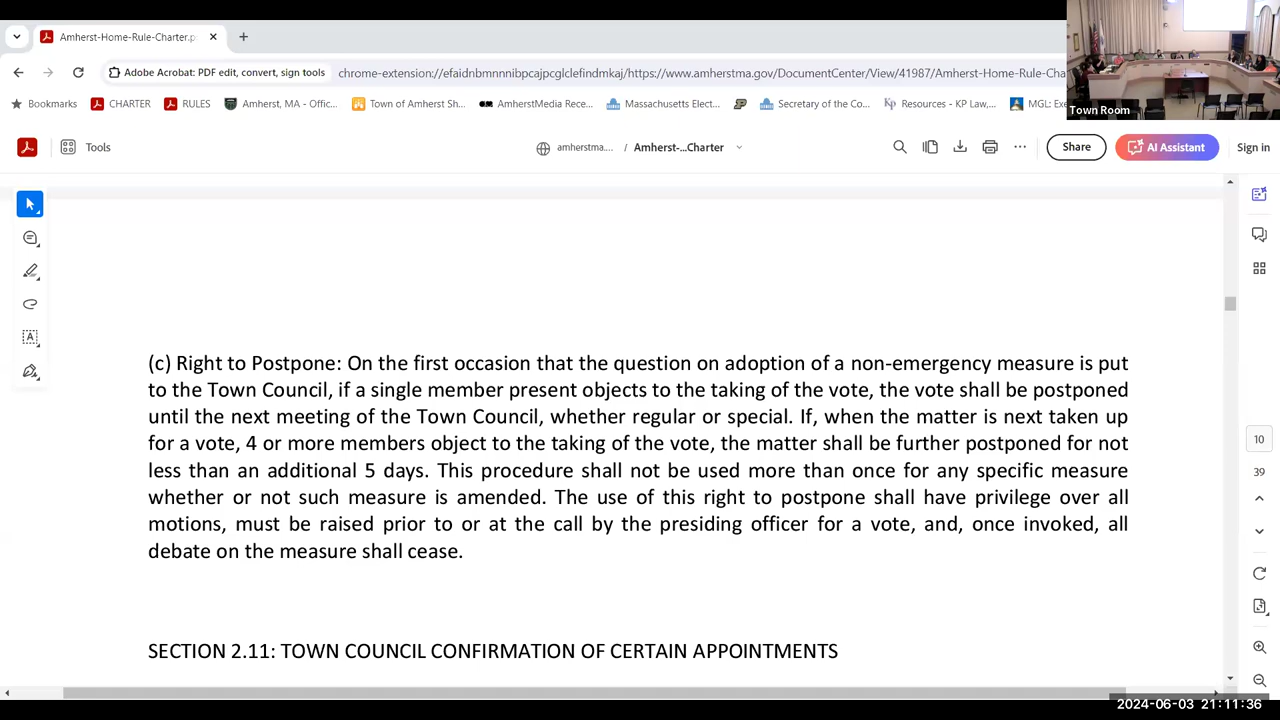 Amherst-Home-Rule-Charter.p
Adobe Acrobat: PDF edit, convert, sign tools
chrome-extension://efaidnbmnnnibpcajpcglclefindmkaj/https://www.amherstma.gov/DocumentCenter/View/41397/Amherst-Home-Rule-Cha
Town Room
Bookmarks CHARTER RULES Amherst, MA - Offic... Town of Amherst Sh... AmherstMedia Rece... Massachusetts Elect... Secretary of the Co... Resources - KP Law,... MGL: Exe
Tools amherstma.... / Amherst-...Charter ... Share AI Assistant Sign in
(c) Right to Postpone: On the first occasion that the question on adoption of a non-emergency measure is put
to the Town Council, if a single member present objects to the taking of the vote, the vote shall be postponed
until the next meeting of the Town Council, whether regular or special. If, when the matter is next taken up
for a vote, 4 or more members object to the taking of the vote, the matter shall be further postponed for not
less than an additional 5 days. This procedure shall not be used more than once for any specific measure
whether or not such measure is amended. The use of this right to postpone shall have privilege over all
motions, must be raised prior to or at the call by the presiding officer for a vote, and, once invoked, all
debate on the measure shall cease.
10
39
SECTION 2.11: TOWN COUNCIL CONFIRMATION OF CERTAIN APPOINTMENTS
2024-06-03 21:11:36